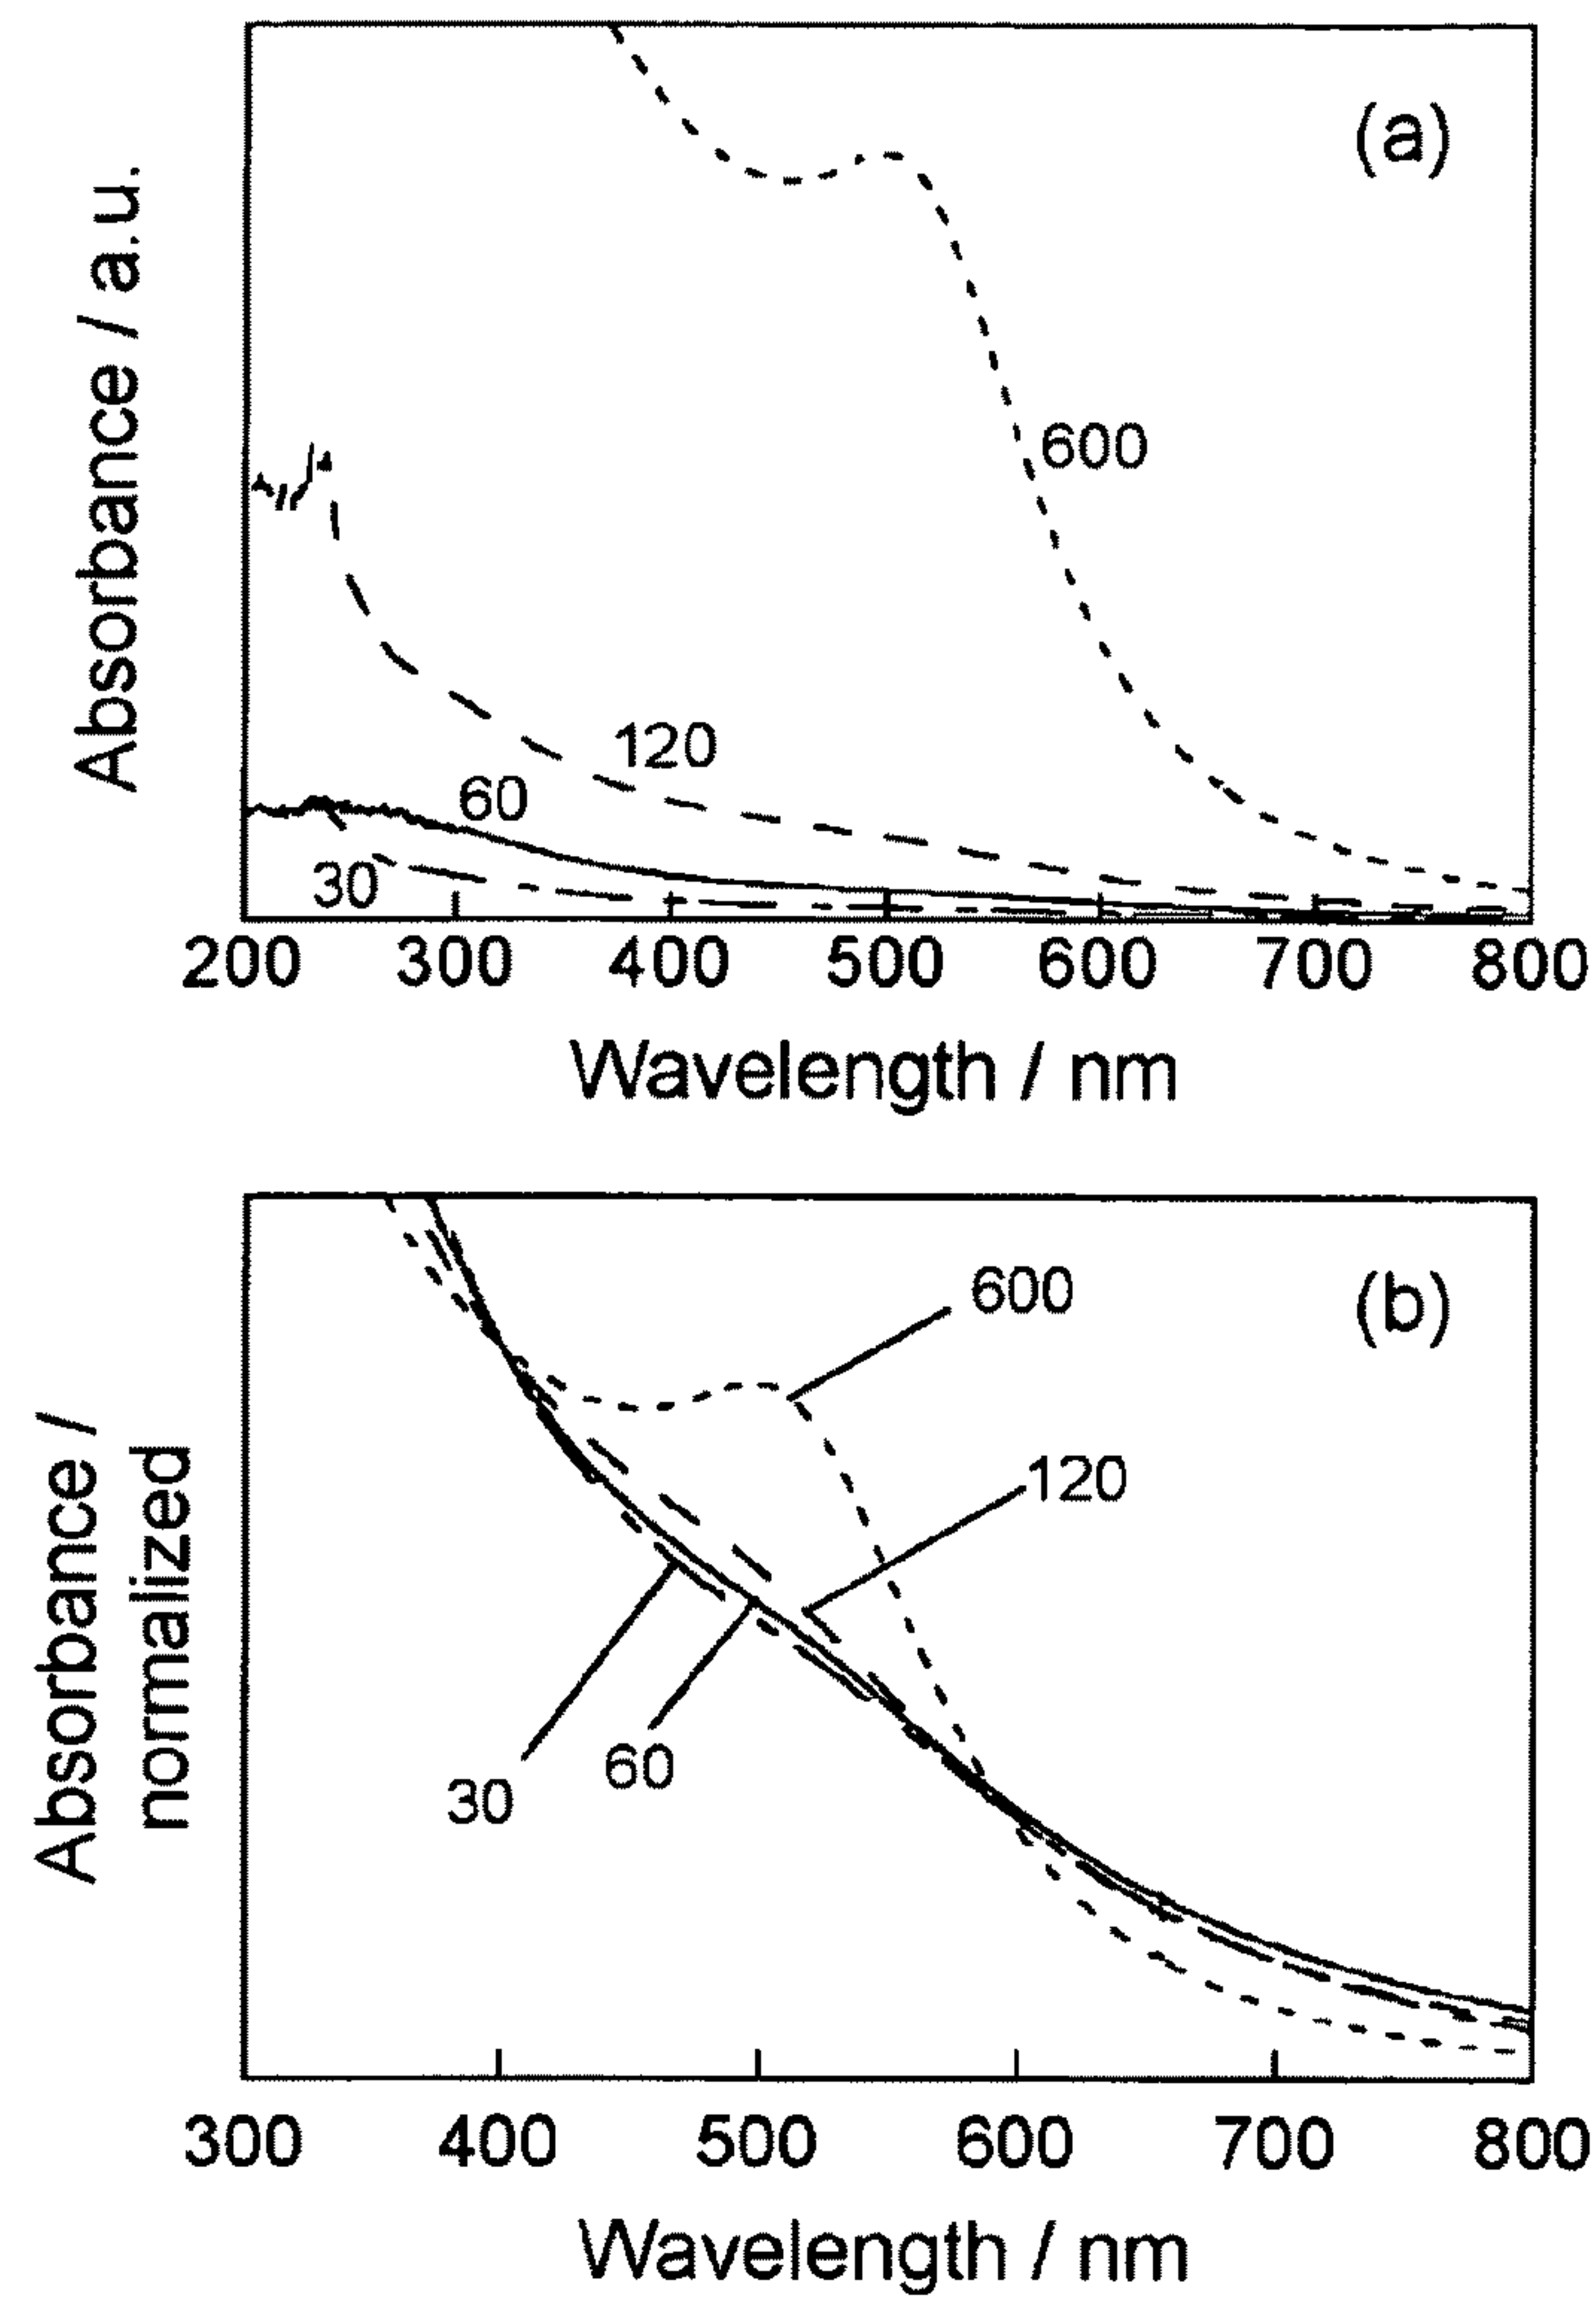 (a)
Absorbance / a.u.
600
120
60
30
200 300 400 500 600 700 800
Wavelength / nm
(b)
Absorbance /
normalized
600
120
30
60
300 400 500 600 700 800
Wavelength / nm